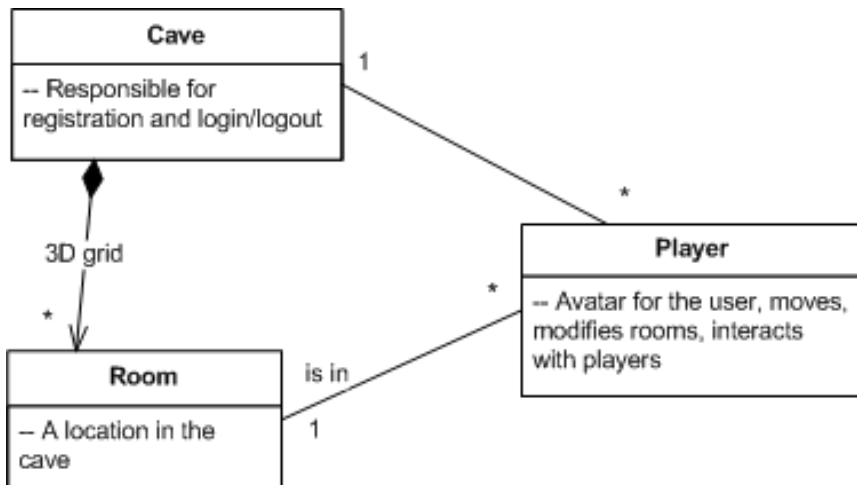 Cave
-- Responsible for
registration and login/logout
1
*
3D grid
*
Player
-- Avatar for the user, moves,
modifies rooms, interacts
with players
*
is in
1
Room
-- A location in the
cave